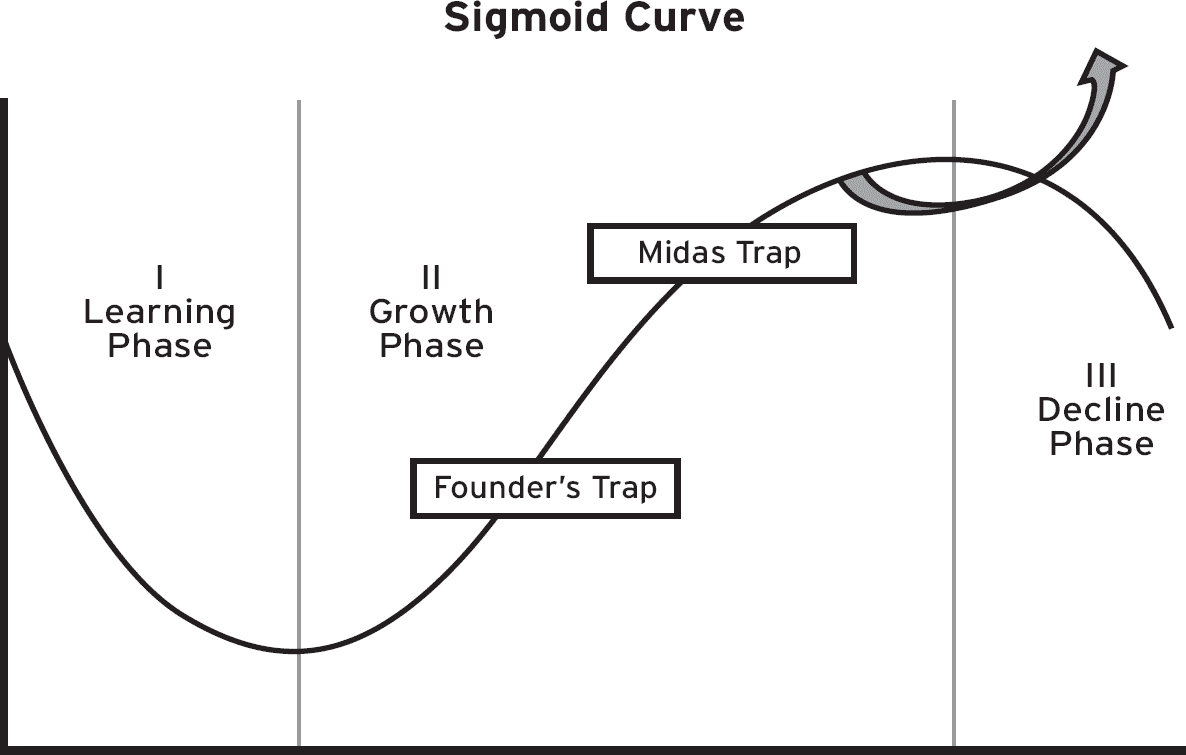 Sigmoid Curve
I
Learning
Phase
II
Growth
Phase
Midas Trap
Founder's Trap
III
Decline
Phase